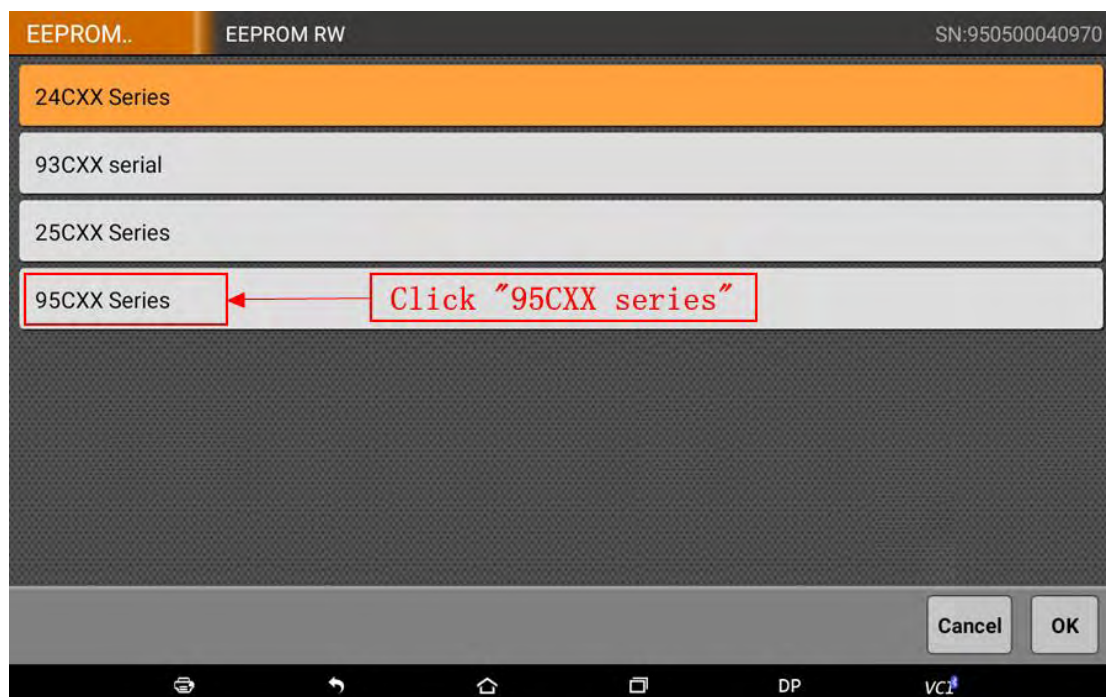 EEPROM.. EEPROM RW SN:950500040970
24CXX Series
93CXX serial
25CXX Series
95CXX Series Click "95CXX series"
Cancel OK
DP VCI